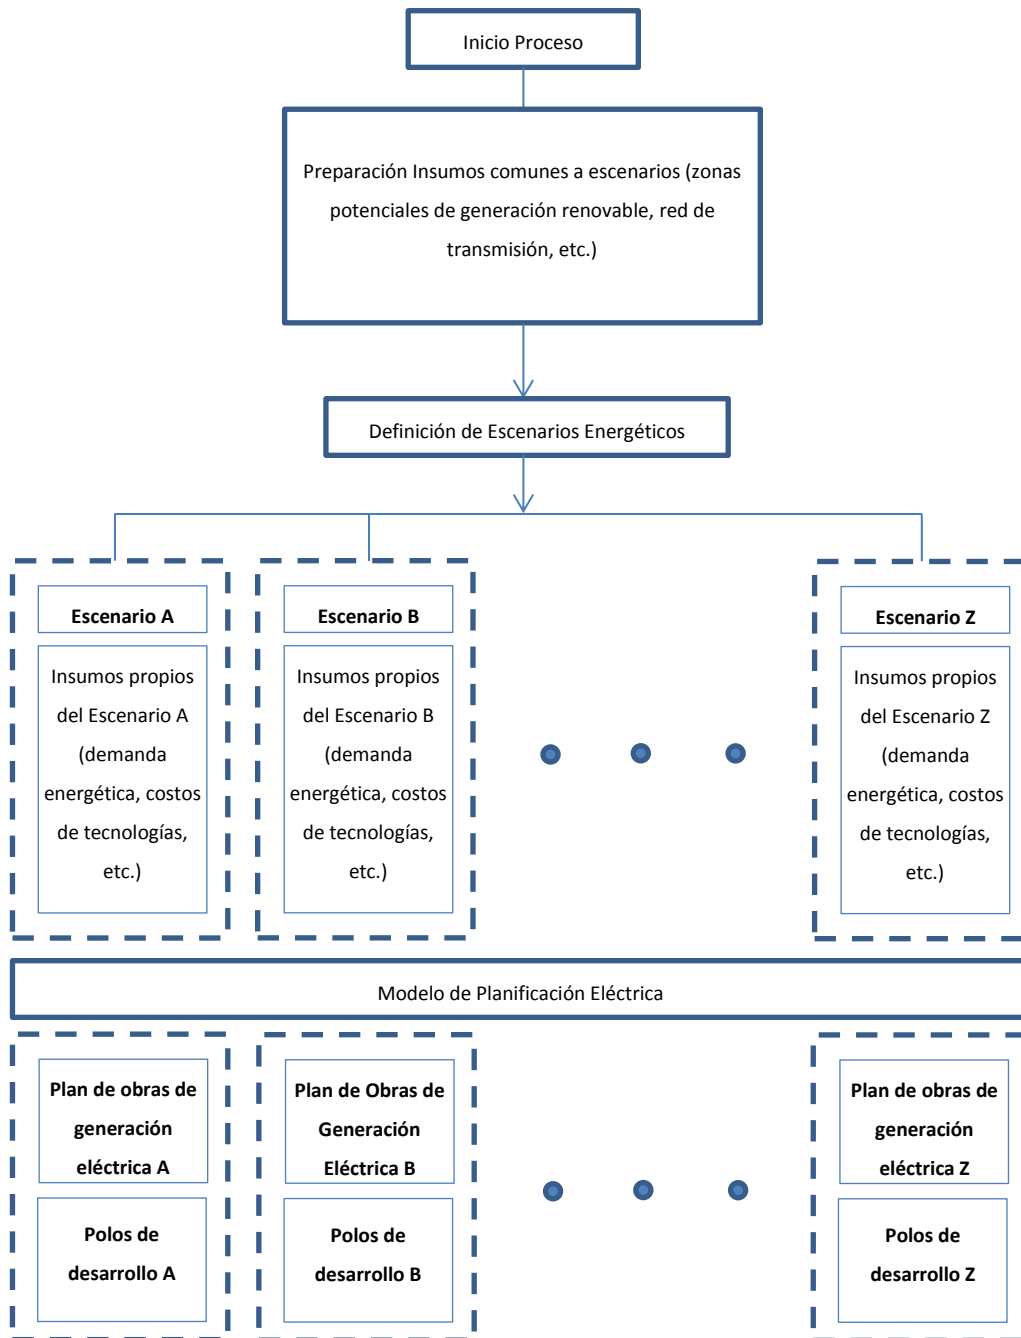 Inicio Proceso
Preparación Insumos comunes a escenarios (zonas
potenciales de generación renovable, red de
transmisión, etc.)
Definición de Escenarios Energéticos
Escenario A
Insumos propios
del Escenario A
(demanda
energética, costos
de tecnologías,
etc.)
Escenario B
Insumos propios
del Escenario B
(demanda
energética, costos
de tecnologías,
etc.)
Escenario Z
Insumos propios
del Escenario Z
(demanda
energética, costos
de tecnologías,
etc.)
Modelo de Planificación Eléctrica
Plan de obras de
generación
eléctrica A
Polos de
desarrollo A
Plan de Obras de
Generación
Eléctrica B
Polos de
desarrollo B
Plan de obras de
generación
eléctrica Z
Polos de
desarrollo Z